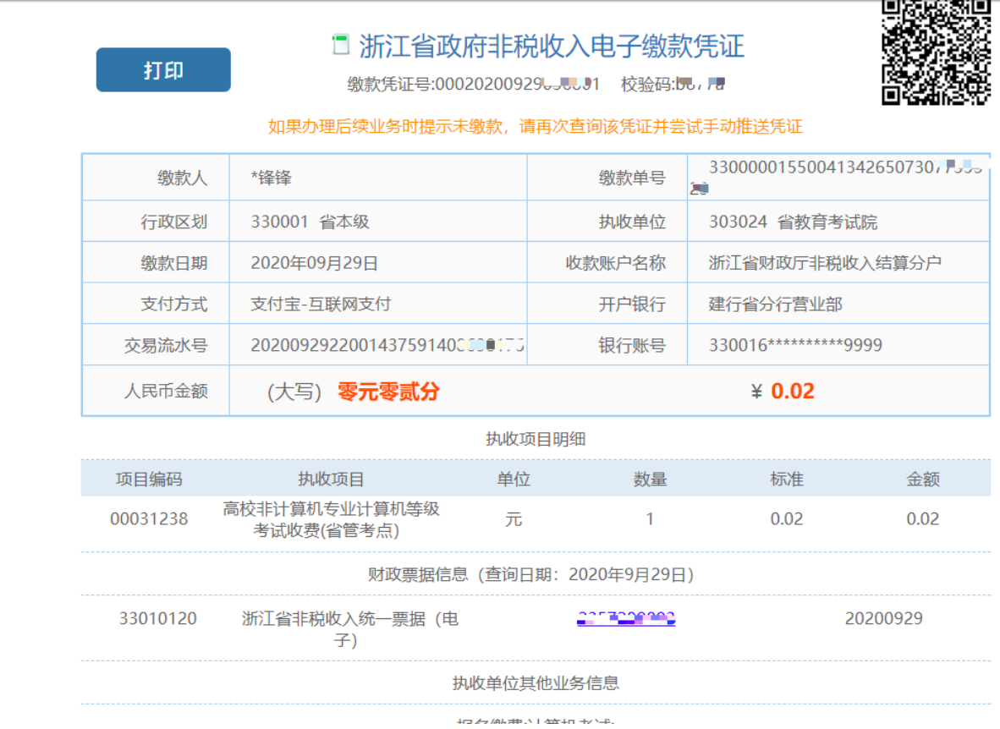 打印
浙江省政府非税收入电子缴款凭证
缴款凭证号:00020200929 校验码:
如果办理后续业务时提示未缴款，请再次查询该凭证并尝试手动推送凭证
缴款人 *锋锋 缴款单号 330000015500413426507307
行政区划 330001 省本级 执收单位 303024 省教育考试院
缴款日期 2020年09月29日 收款账户名称 浙江省财政厅非税收入结算分户
支付方式 支付宝-互联网支付 开户银行 建行省分行营业部
交易流水号 202009292200143759140 银行账号 330016**********9999
人民币金额 (大写) 零元零贰分 ¥ 0.02
执收项目明细
项目编码 执收项目 单位 数量 标准 金额
00031238 高校非计算机专业计算机等级 元 1 0.02 0.02
考试收费(省管考点)
财政票据信息（查询日期：2020年9月29日）
33010120 浙江省非税收入统一票据（电 20200929
子）
执收单位其他业务信息